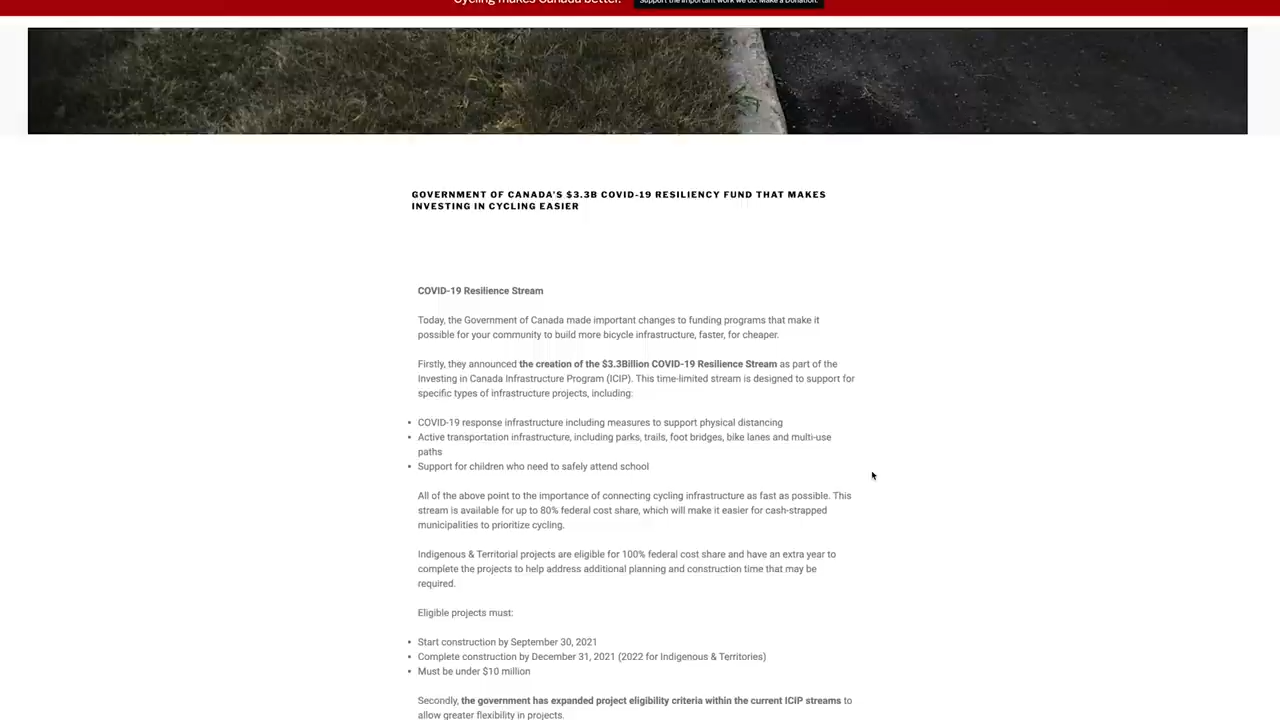 Cycling makes Canada better.
Support the important work we do. Make a Donation.
GOVERNMENT OF CANADA'S $3.3B COVID-19 RESILIENCY FUND THAT MAKES
INVESTING IN CYCLING EASIER
COVID-19 Resilience Stream
Today, the Government of Canada made important changes to funding programs that make it
possible for your community to build more bicycle infrastructure, faster, for cheaper.
Firstly, they announced the creation of the $3.3Billion COVID-19 Resilience Stream as part of the
Investing in Canada Infrastructure Program (ICIP). This time-limited stream is designed to support for
specific types of infrastructure projects, including:
• COVID-19 response infrastructure including measures to support physical distancing
• Active transportation infrastructure, including parks, trails, foot bridges, bike lanes and multi-use
paths
• Support for children who need to safely attend school
All of the above point to the importance of connecting cycling infrastructure as fast as possible. This
stream is available for up to 80% federal cost share, which will make it easier for cash-strapped
municipalities to prioritize cycling.
Indigenous & Territorial projects are eligible for 100% federal cost share and have an extra year to
complete the projects to help address additional planning and construction time that may be
required.
Eligible projects must:
• Start construction by September 30, 2021
• Complete construction by December 31, 2021 (2022 for Indigenous & Territories)
• Must be under $10 million
Secondly, the government has expanded project eligibility criteria within the current ICIP streams to
allow greater flexibility in projects.